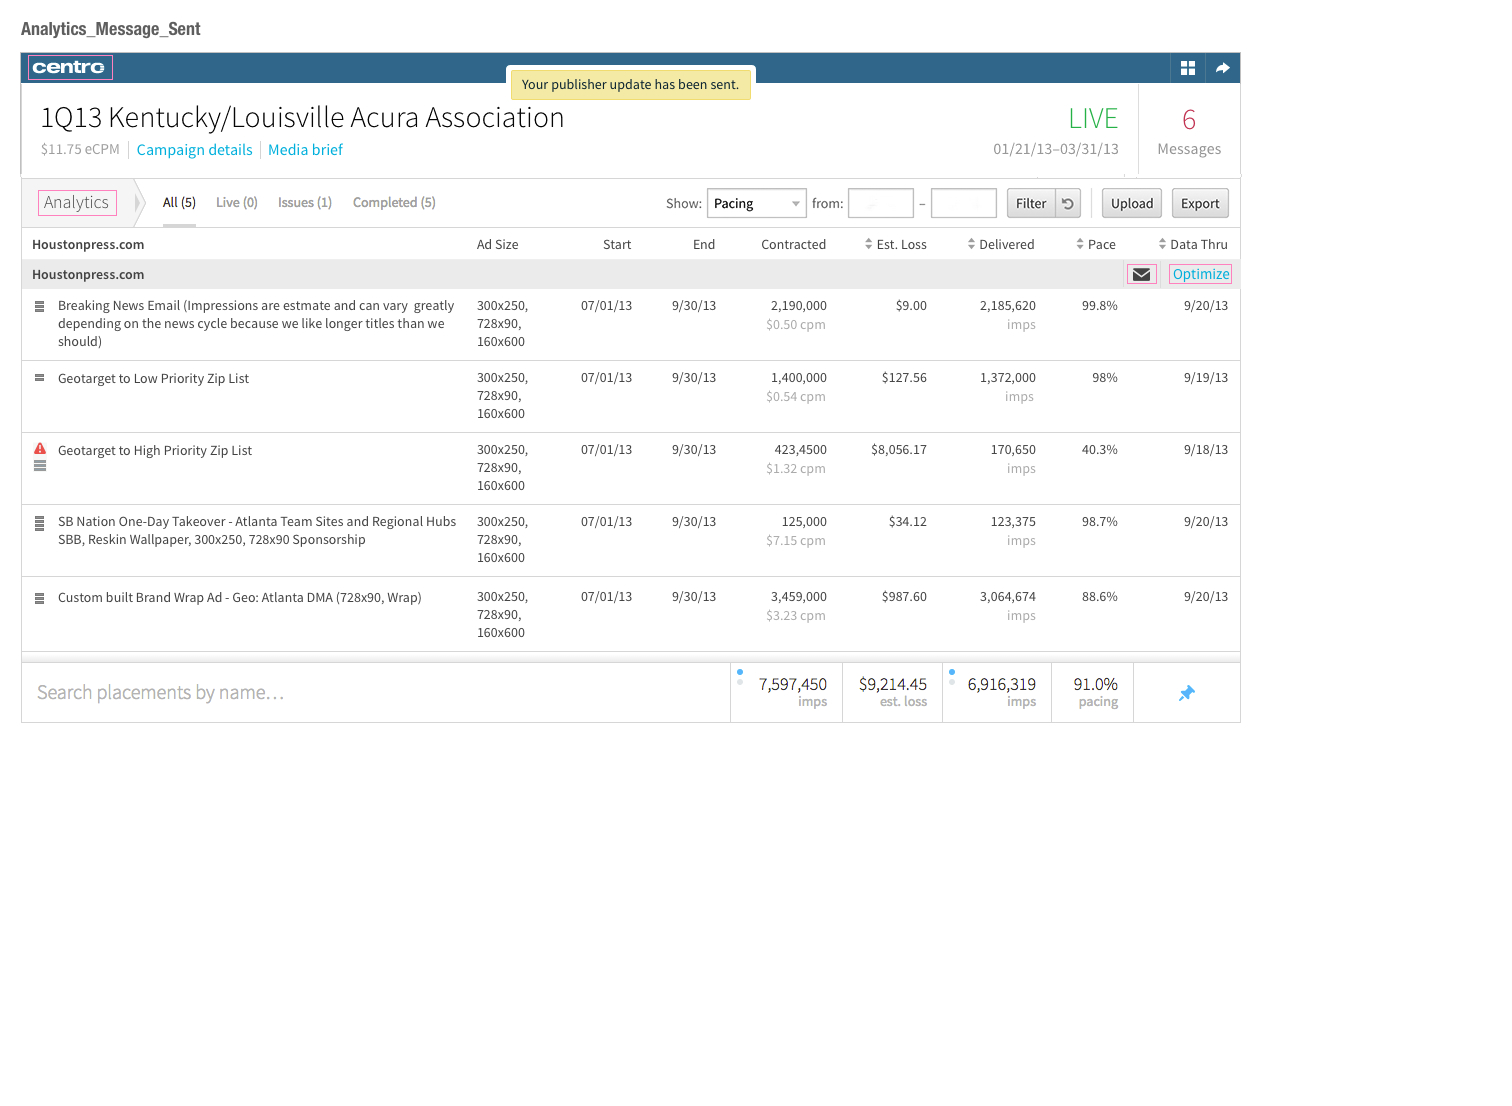 Analytics_Message_Sent
centro
Your publisher update has been sent.
1Q13 Kentucky/Louisville Acura Association
LIVE
6
$11.75 eCPM
Campaign details
Media brief
01/21/13–03/31/13
Messages
Analytics
All (5)
Live (0)
Issues (1)
Completed (5)
Show:
Pacing
from:
–
Filter
Upload
Export
Houstonpress.com
Ad Size
Start
End
Contracted
Est. Loss
Delivered
Pace
Data Thru
Houstonpress.com
Optimize
Breaking News Email (Impressions are estmate and can vary  greatly
depending on the news cycle because we like longer titles than we
should)
300x250,
728x90,
160x600
07/01/13
9/30/13
2,190,000
$0.50 cpm
$9.00
2,185,620
imps
99.8%
9/20/13
Geotarget to Low Priority Zip List
300x250,
728x90,
160x600
07/01/13
9/30/13
1,400,000
$0.54 cpm
$127.56
1,372,000
imps
98%
9/19/13
Geotarget to High Priority Zip List
300x250,
728x90,
160x600
07/01/13
9/30/13
423,4500
$1.32 cpm
$8,056.17
170,650
imps
40.3%
9/18/13
SB Nation One-Day Takeover - Atlanta Team Sites and Regional Hubs
SBB, Reskin Wallpaper, 300x250, 728x90 Sponsorship
300x250,
728x90,
160x600
07/01/13
9/30/13
125,000
$7.15 cpm
$34.12
123,375
imps
98.7%
9/20/13
Custom built Brand Wrap Ad - Geo: Atlanta DMA (728x90, Wrap)
300x250,
728x90,
160x600
07/01/13
9/30/13
3,459,000
$3.23 cpm
$987.60
3,064,674
imps
88.6%
9/20/13
Search placements by name…
7,597,450
imps
$9,214.45
est. loss
6,916,319
imps
91.0%
pacing